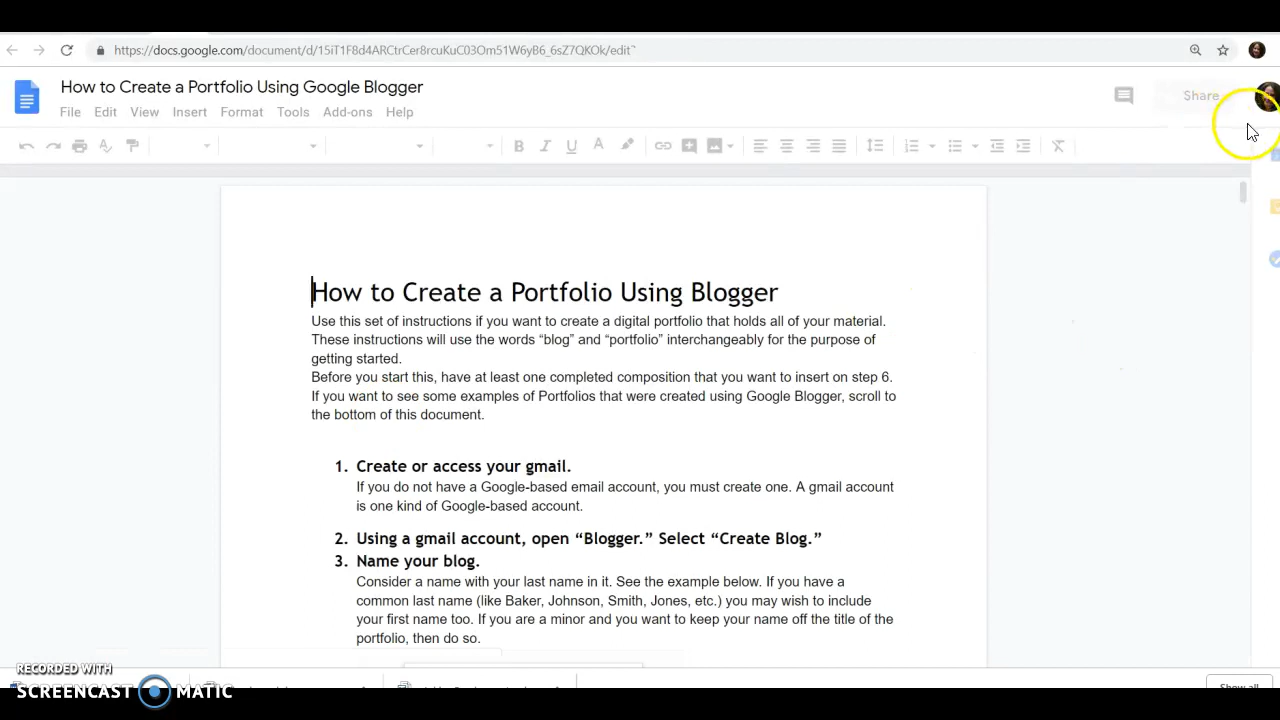 https://docs.google.com/document/d/15iT1F8d4ARCtrCer8rcuKuC03Om51W6yB6_6sZ7QKOk/edit
How to Create a Portfolio Using Google Blogger
File Edit View Insert Format Tools Add-ons Help
Share
How to Create a Portfolio Using Blogger
Use this set of instructions if you want to create a digital portfolio that holds all of your material.
These instructions will use the words “blog” and “portfolio” interchangeably for the purpose of
getting started.
Before you start this, have at least one completed composition that you want to insert on step 6.
If you want to see some examples of Portfolios that were created using Google Blogger, scroll to
the bottom of this document.
1. Create or access your gmail.
If you do not have a Google-based email account, you must create one. A gmail account
is one kind of Google-based account.
2. Using a gmail account, open “Blogger.” Select “Create Blog.”
3. Name your blog.
Consider a name with your last name in it. See the example below. If you have a
common last name (like Baker, Johnson, Smith, Jones, etc.) you may wish to include
your first name too. If you are a minor and you want to keep your name off the title of the
portfolio, then do so.
RECORDED WITH
SCREENCAST MATIC
Show all